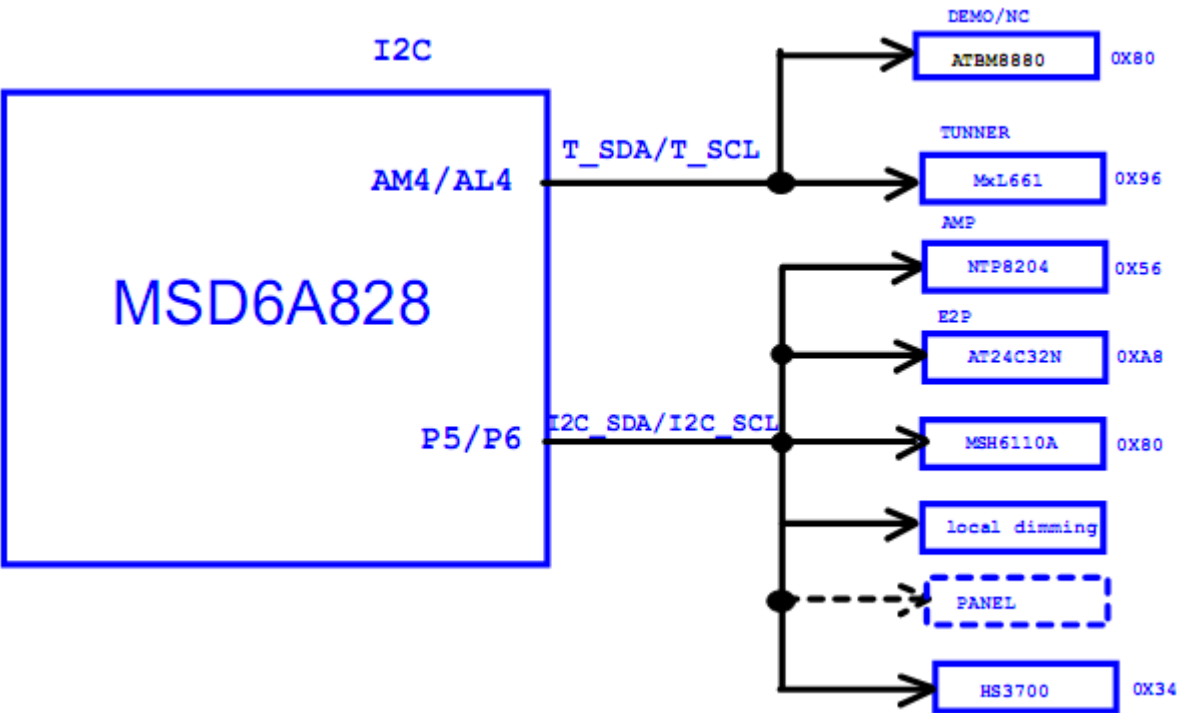 I2C
MSD6A828
AM4/AL4
T_SDA/T_SCL
DEMO/NC
ATBM8880 0X80
TUNNER
MxL661 0X96
P5/P6
I2C_SDA/I2C_SCL
AMP
NTP8204 0X56
E2P
AT24C32N 0XA8
MSH6110A 0X80
local dimming
PANEL
HS3700 0X34